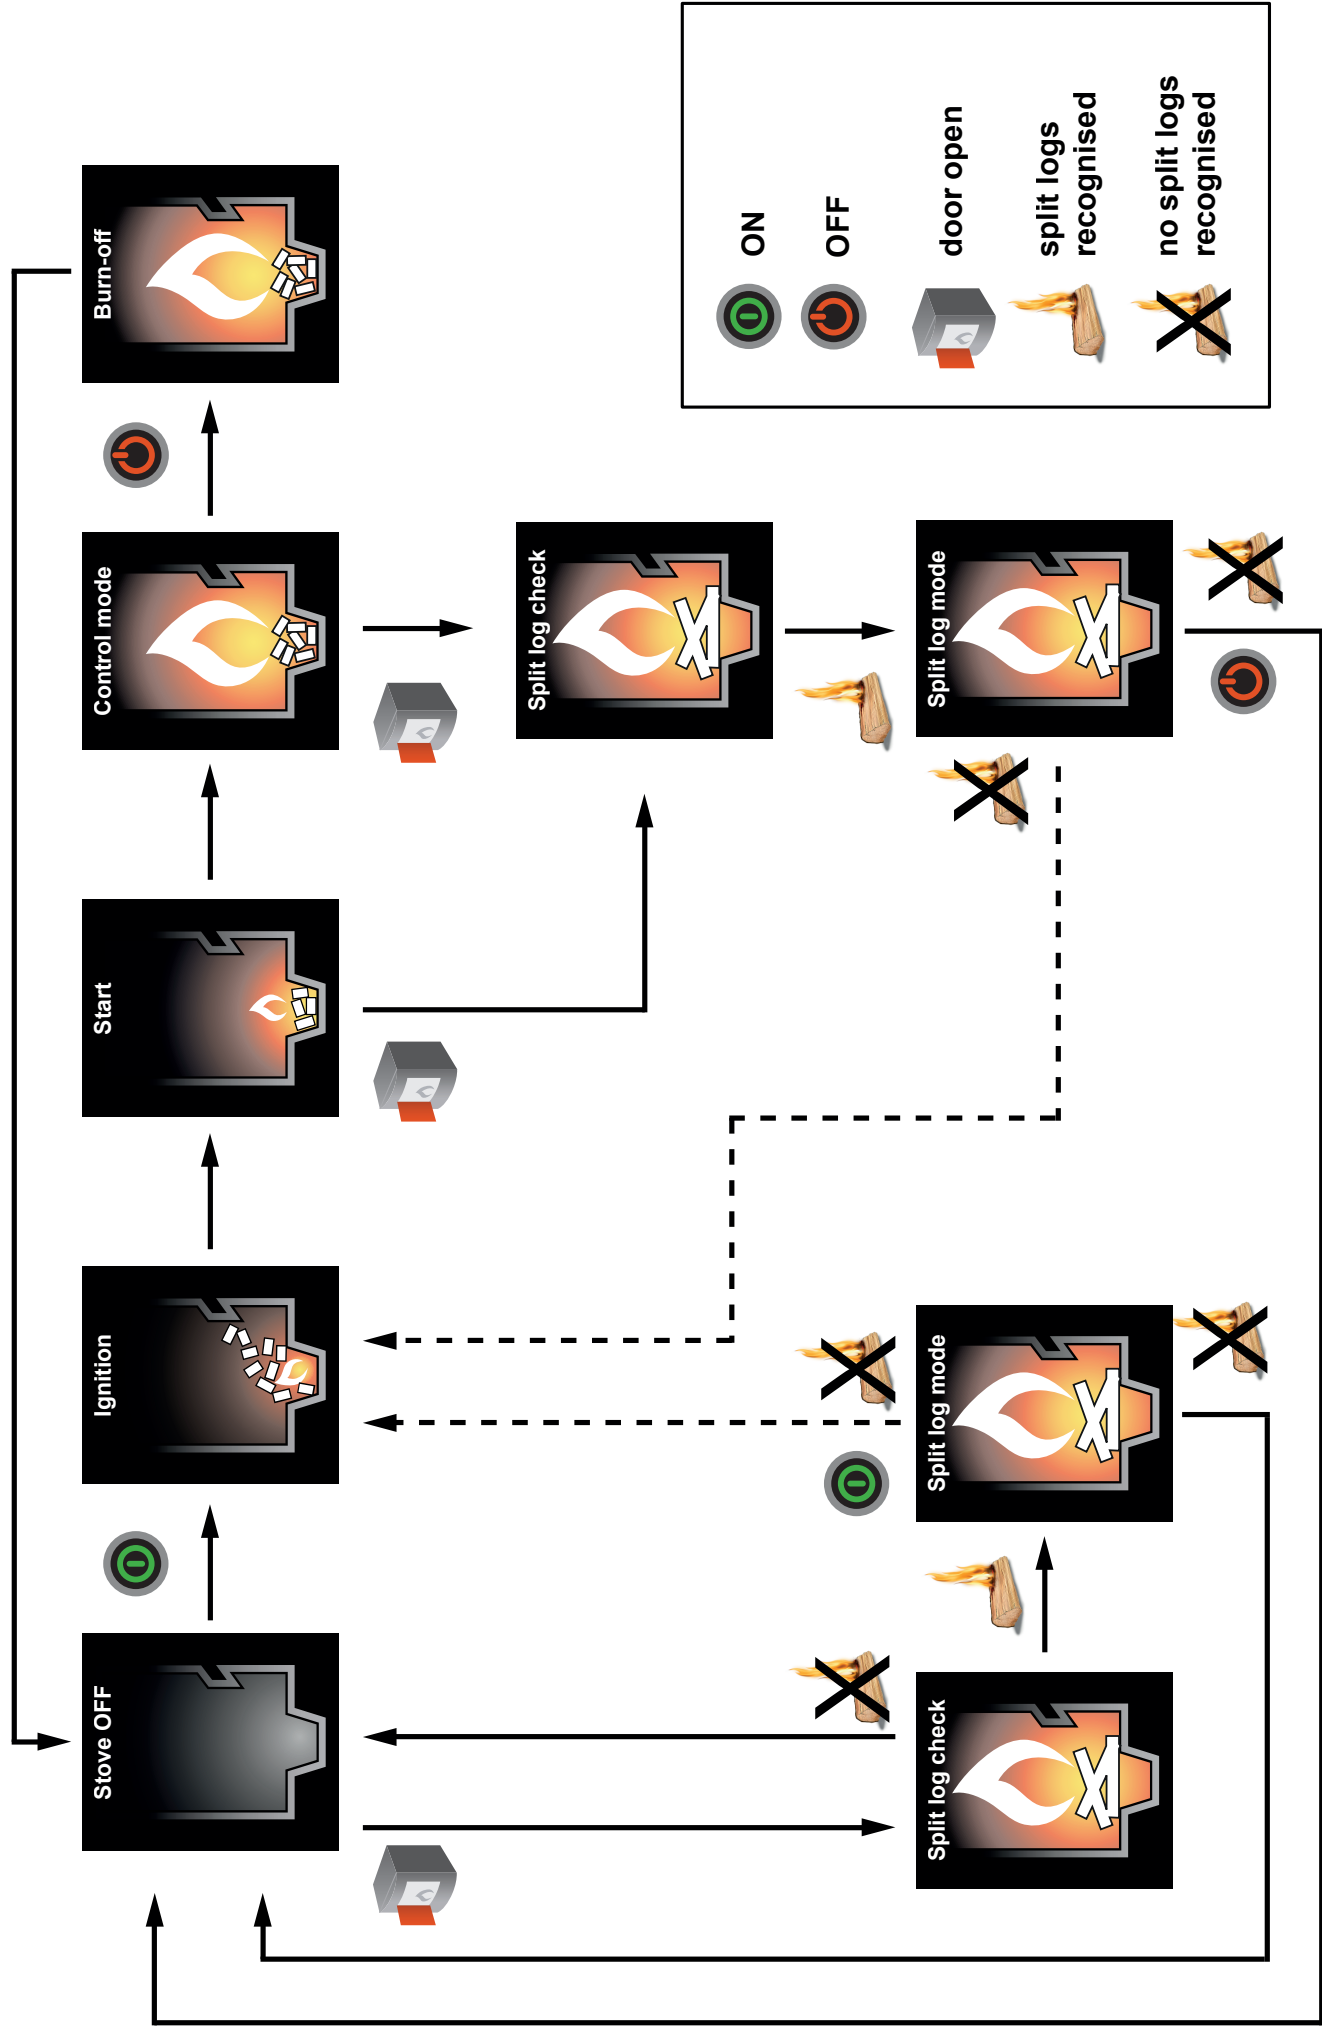 Stove OFF
Ignition
Start
Control mode
Burn-off
Split log check
Split log check
Split log mode
Split log mode
ON
OFF
door open
split logs
recognised
no split logs
recognised